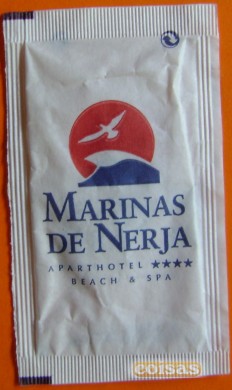 MARINAS
DE NERJA
APARTHOTEL ★★★★
BEACH & SPA
coisas